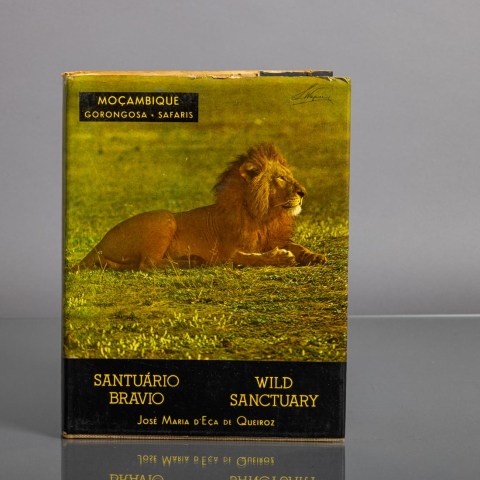 MOÇAMBIQUE
GORONGOSA - SAFARIS
SANTUÁRIO
BRAVIO
WILD
SANCTUARY
JOSÉ MARIA D'EÇA DE QUEIROZ